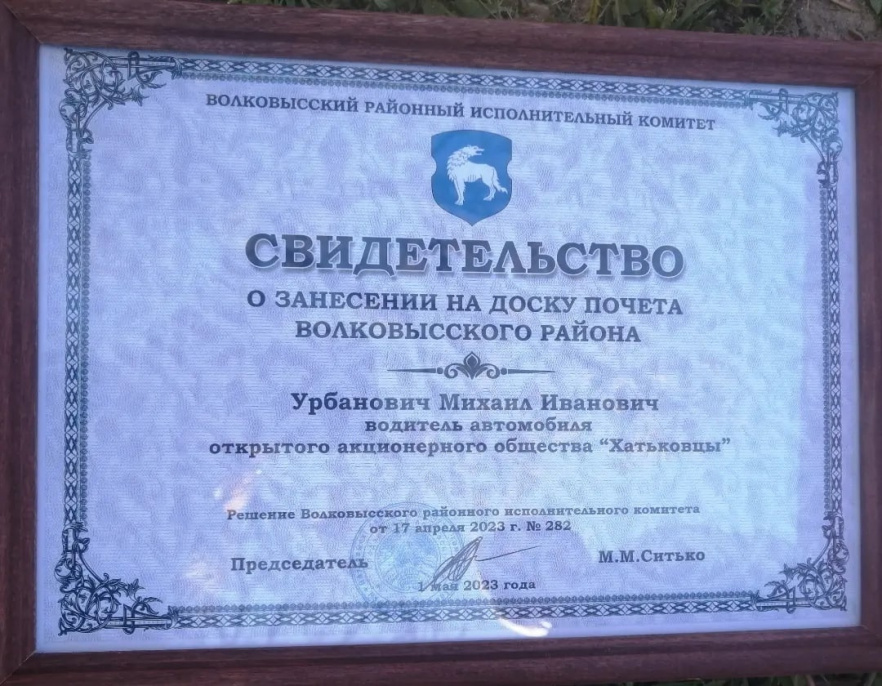 ВОЛКОВЫССКИЙ РАЙОННЫЙ ИСПОЛНИТЕЛЬНЫЙ КОМИТЕТ
СВИДЕТЕЛЬСТВО
О ЗАНЕСЕНИИ НА ДОСКУ ПОЧЕТА
ВОЛКОВЫССКОГО РАЙОНА
Урбанович Михаил Иванович
водитель автомобиля
открытого акционерного общества “Хатьковцы”
Решение Волковысского районного исполнительного комитета
от 17 апреля 2023 г. № 282
Председатель М.М.Ситько
1 мая 2023 года